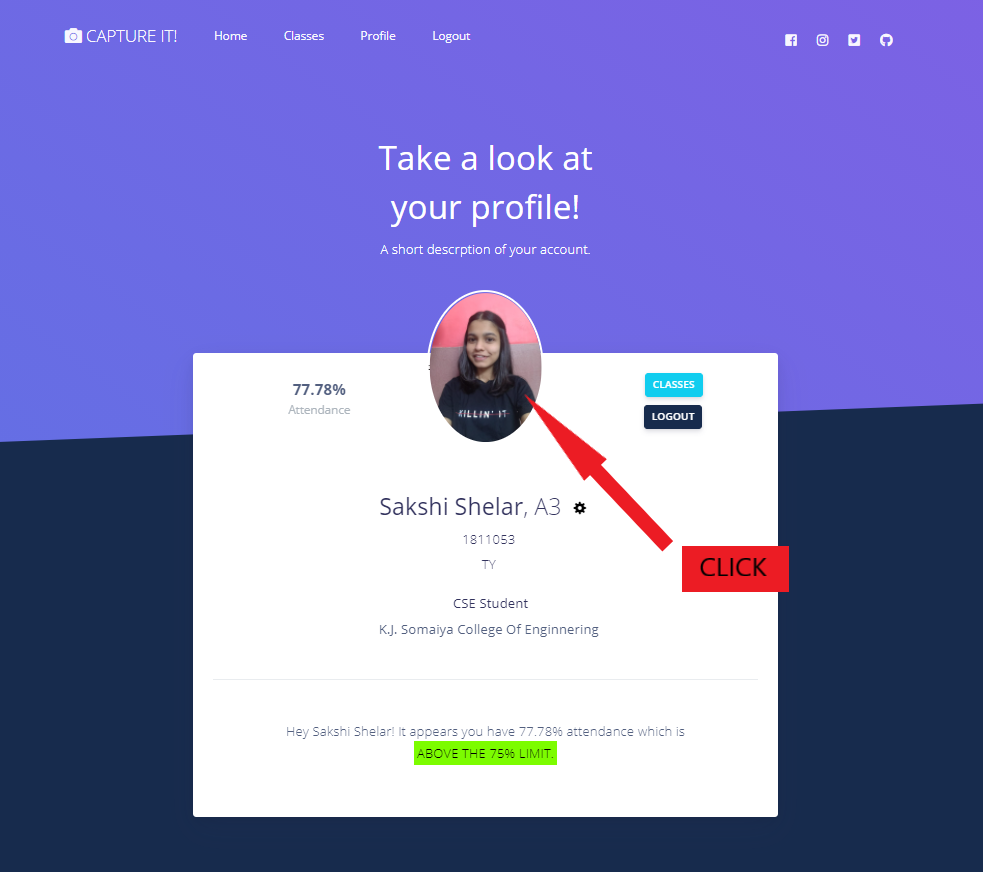 CAPTURE IT! Home Classes Profile Logout
Take a look at
your profile!
A short descrption of your account.
77.78%
Attendance
KILLIN' IT
CLASSES
LOGOUT
Sakshi Shelar, A3
1811053
TY
CLICK
CSE Student
K.J. Somaiya College Of Enginnering
Hey Sakshi Shelar! It appears you have 77.78% attendance which is
ABOVE THE 75% LIMIT.